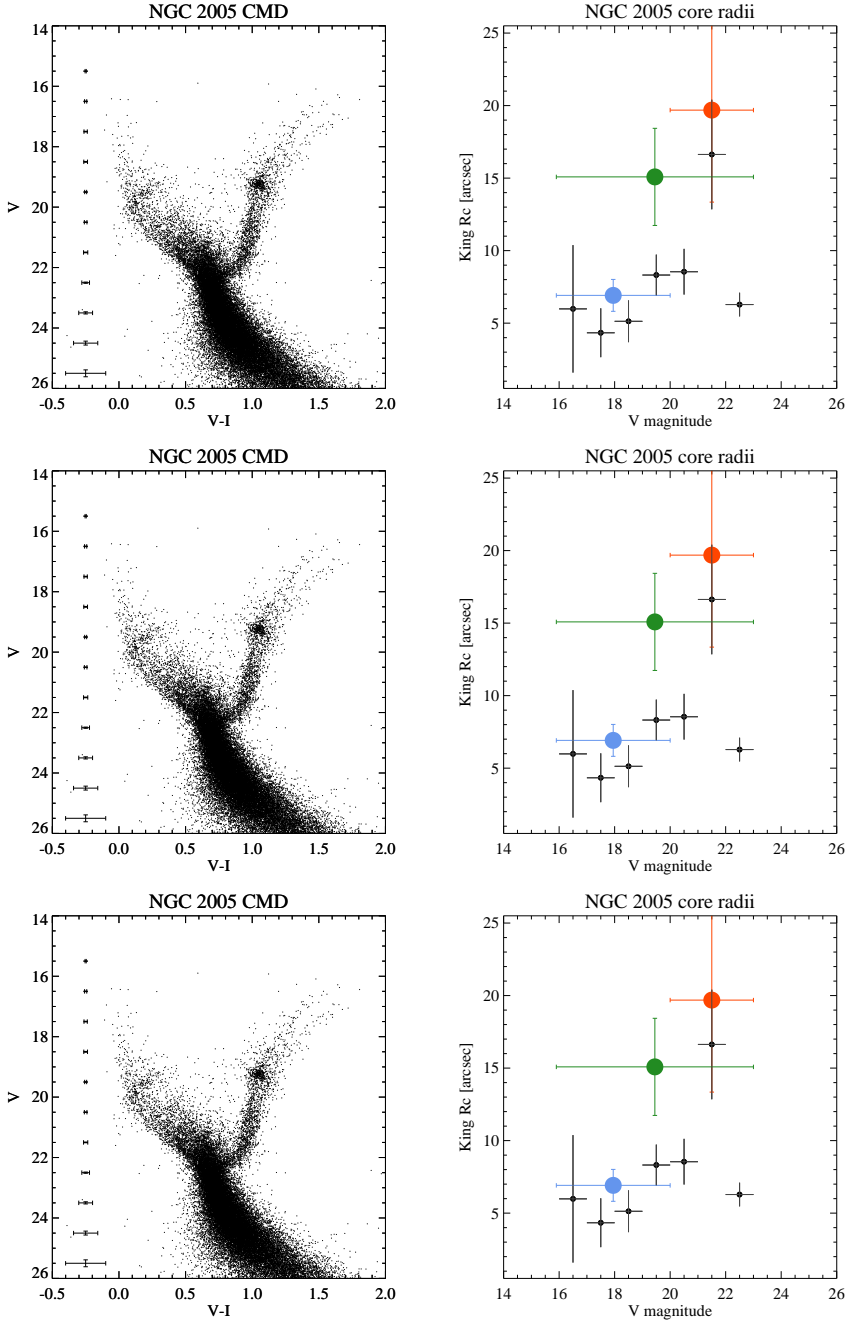 NGC 2005 CMD
14
16
18
20
22
24
26
V
-0.5 0.0 0.5 1.0 1.5 2.0
V-I
NGC 2005 core radii
25
20
15
10
5
King Rc [arcsec]
14 16 18 20 22 24 26
V magnitude
NGC 2005 CMD
14
16
18
20
22
24
26
V
-0.5 0.0 0.5 1.0 1.5 2.0
V-I
NGC 2005 core radii
25
20
15
10
5
King Rc [arcsec]
14 16 18 20 22 24 26
V magnitude
NGC 2005 CMD
14
16
18
20
22
24
26
V
-0.5 0.0 0.5 1.0 1.5 2.0
V-I
NGC 2005 core radii
25
20
15
10
5
King Rc [arcsec]
14 16 18 20 22 24 26
V magnitude